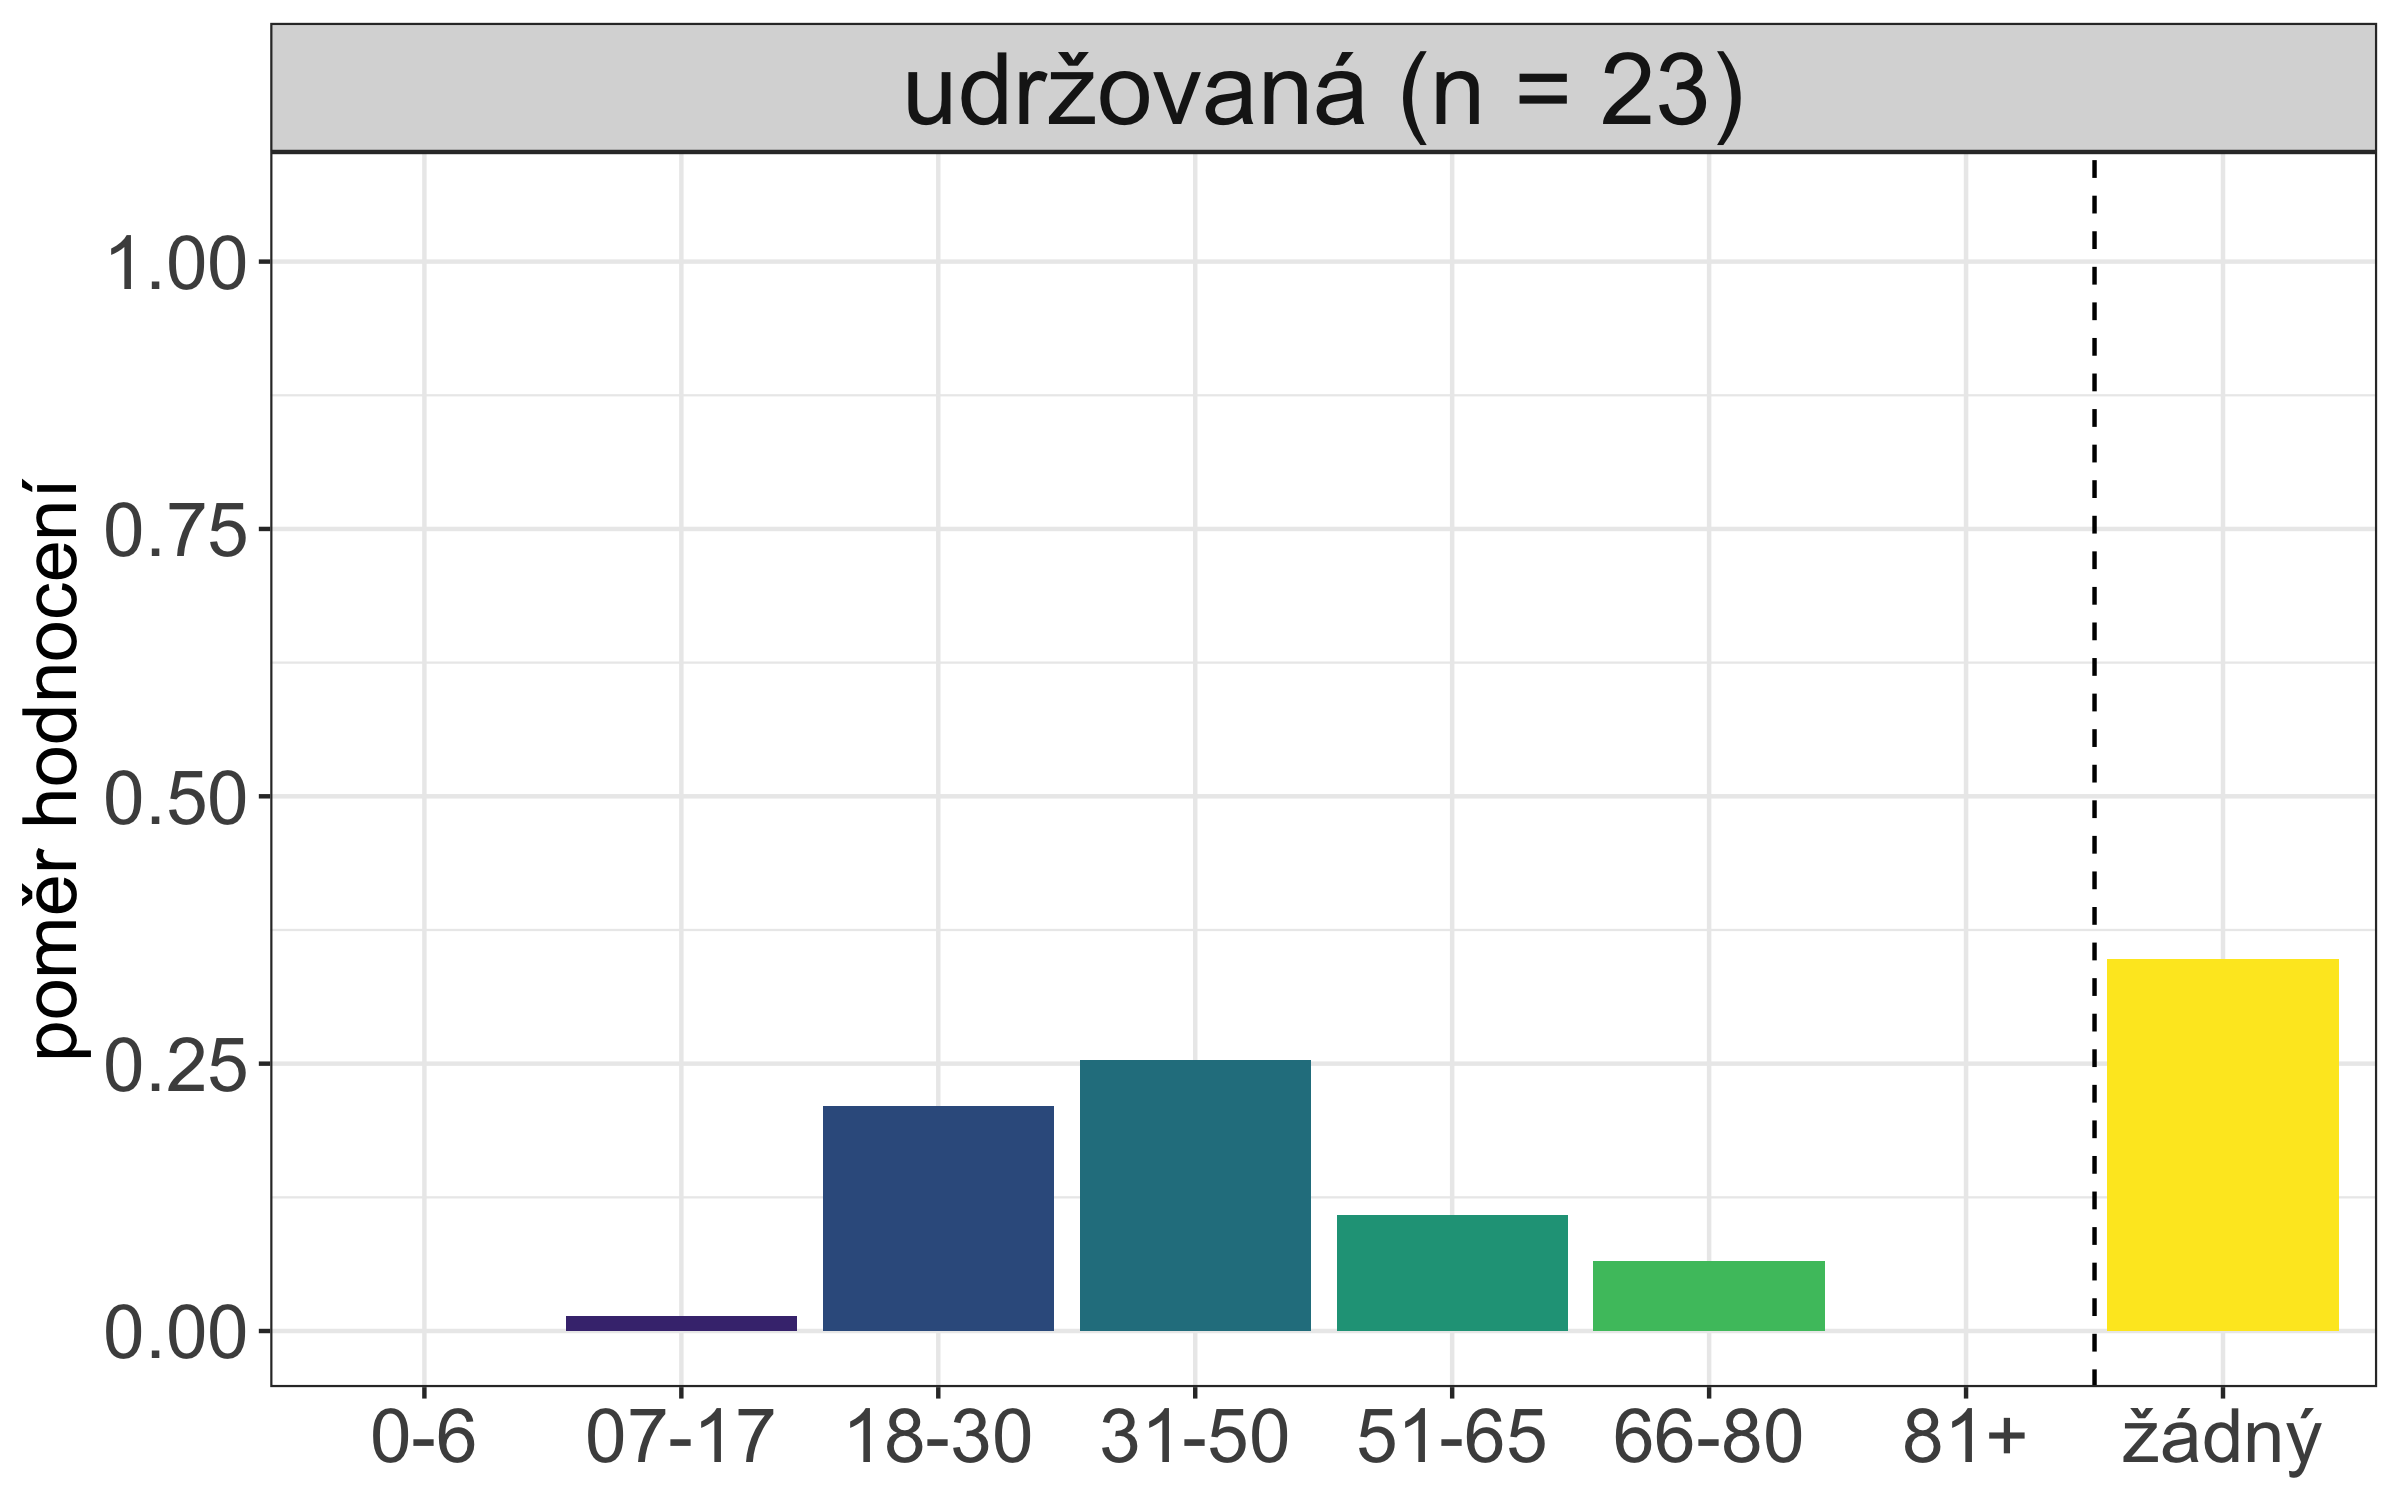 udržovaná (n = 23)
poměr hodnocení
1.00
0.75
0.50
0.25
0.00
0-6 07-17 18-30 31-50 51-65 66-80 81+ žádný